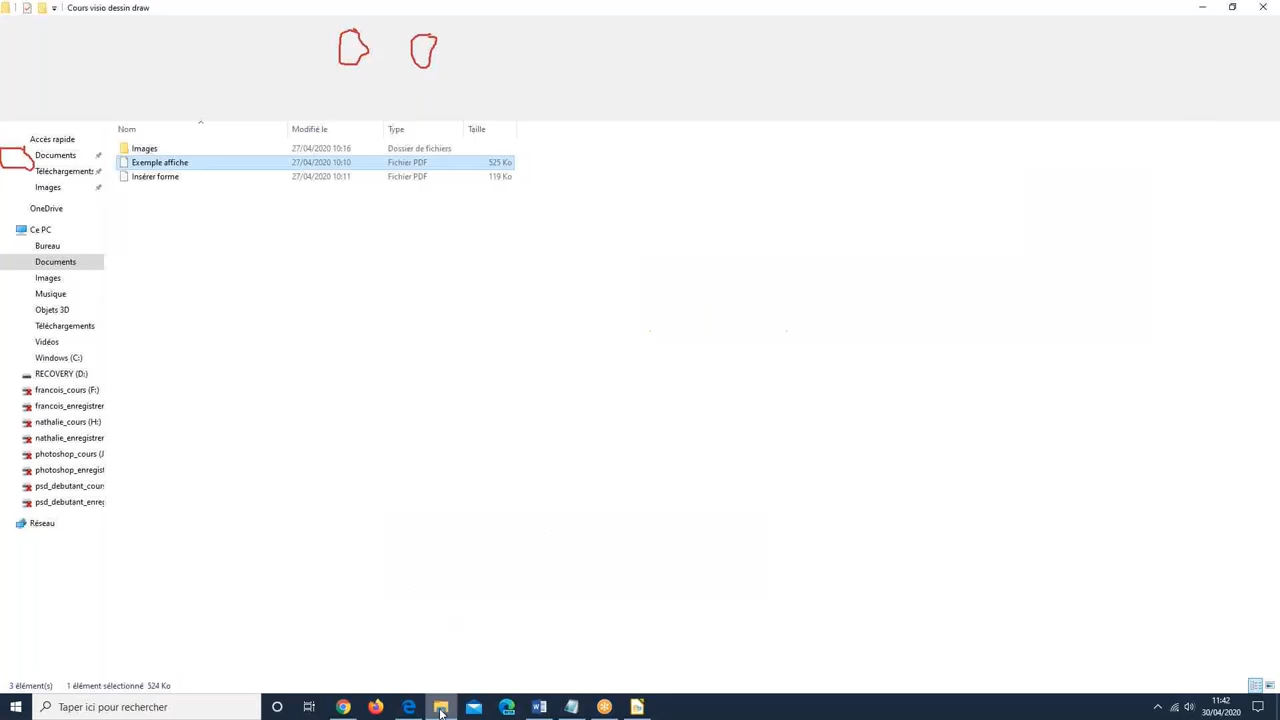 Cours visio dessin draw
Nom Modifié le Type Taille
Accès rapide
Documents
Téléchargements
Images
OneDrive
Ce PC
Bureau
Documents
Images
Musique
Objets 3D
Téléchargements
Vidéos
Windows (C:)
RECOVERY (D:)
francois_cours (F:)
francois_enregistrer
nathalie_cours (H:)
nathalie_enregistrer
photoshop_cours (J
photoshop_enregist
psd_debutant_cours
psd_debutant_enreg
Réseau
Images 27/04/2020 10:16 Dossier de fichiers
Exemple affiche 27/04/2020 10:10 Fichier PDF 525 Ko
Insérer forme 27/04/2020 10:11 Fichier PDF 119 Ko
3 élément(s) 1 élément sélectionné 524 Ko
Taper ici pour rechercher
11:42
30/04/2020